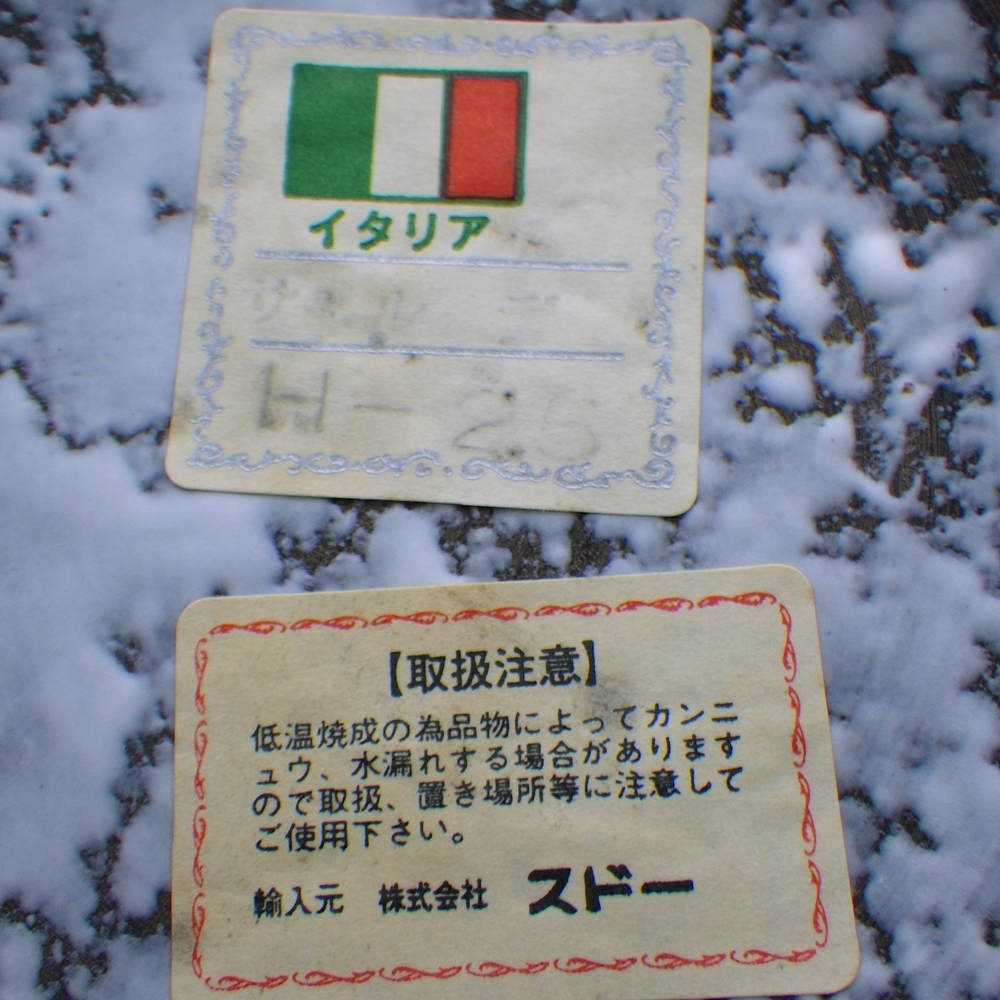 イタリア
H-25
【取扱注意】
低温焼成の為品物によってカンニ
ュウ、水漏れする場合があります
ので取扱、置き場所等に注意して
ご使用下さい。
輸入元 株式会社 スドー